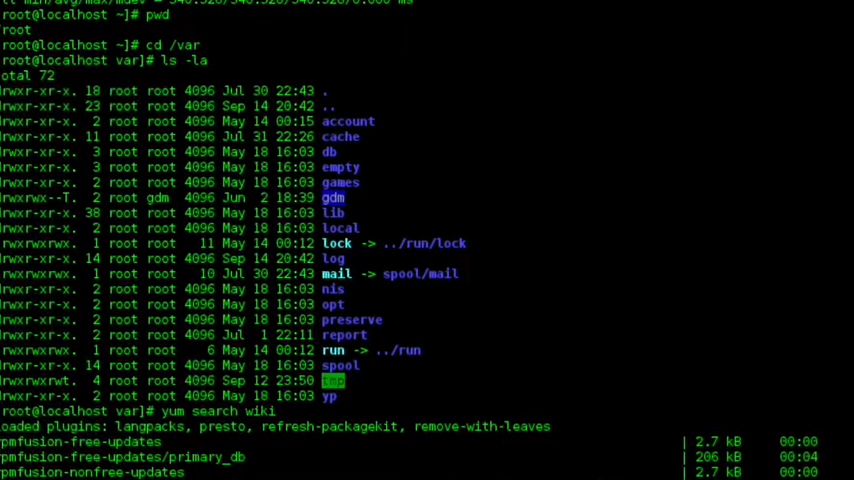 ll min/avg/max/mdev = 340.528/340.528/0.000 ms
root@localhost ~]# pwd
root
root@localhost ~]# cd /var
root@localhost var]# ls -la
otal 72
rwxr-xr-x. 18 root root 4096 Jul 30 22:43 .
rwxr-xr-x. 23 root root 4096 Sep 14 20:42 ..
rwxr-xr-x. 2 root root 4096 May 14 00:15 account
rwxr-xr-x. 11 root root 4096 Jul 31 22:26 cache
rwxr-xr-x. 3 root root 4096 May 18 16:03 db
rwxr-xr-x. 3 root root 4096 May 18 16:03 empty
rwxr-xr-x. 2 root root 4096 May 18 16:03 games
rwxrwx--T. 2 root gdm 4096 Jun 2 18:39 gdm
rwxr-xr-x. 38 root root 4096 May 18 16:03 lib
rwxr-xr-x. 2 root root 4096 May 18 16:03 local
rwxrwxrwx. 1 root root 11 May 14 00:12 lock -> ../run/lock
rwxr-xr-x. 14 root root 4096 Sep 14 20:42 log
rwxrwxrwx. 1 root root 10 Jul 30 22:43 mail -> spool/mail
rwxr-xr-x. 2 root root 4096 May 18 16:03 nis
rwxr-xr-x. 2 root root 4096 May 18 16:03 opt
rwxr-xr-x. 2 root root 4096 May 18 16:03 preserve
rwxr-xr-x. 2 root root 4096 Jul 1 22:11 report
rwxrwxrwx. 1 root root 6 May 14 00:12 run -> ../run
rwxr-xr-x. 14 root root 4096 May 18 16:03 spool
rwxrwxrwt. 4 root root 4096 Sep 12 23:50 tmp
rwxr-xr-x. 2 root root 4096 May 18 16:03 yp
root@localhost var]# yum search wiki
oaded plugins: langpacks, presto, refresh-packagekit, remove-with-leaves
pmfusion-free-updates | 2.7 kB 00:00
pmfusion-free-updates/primary_db | 206 kB 00:04
pmfusion-nonfree-updates | 2.7 kB 00:00